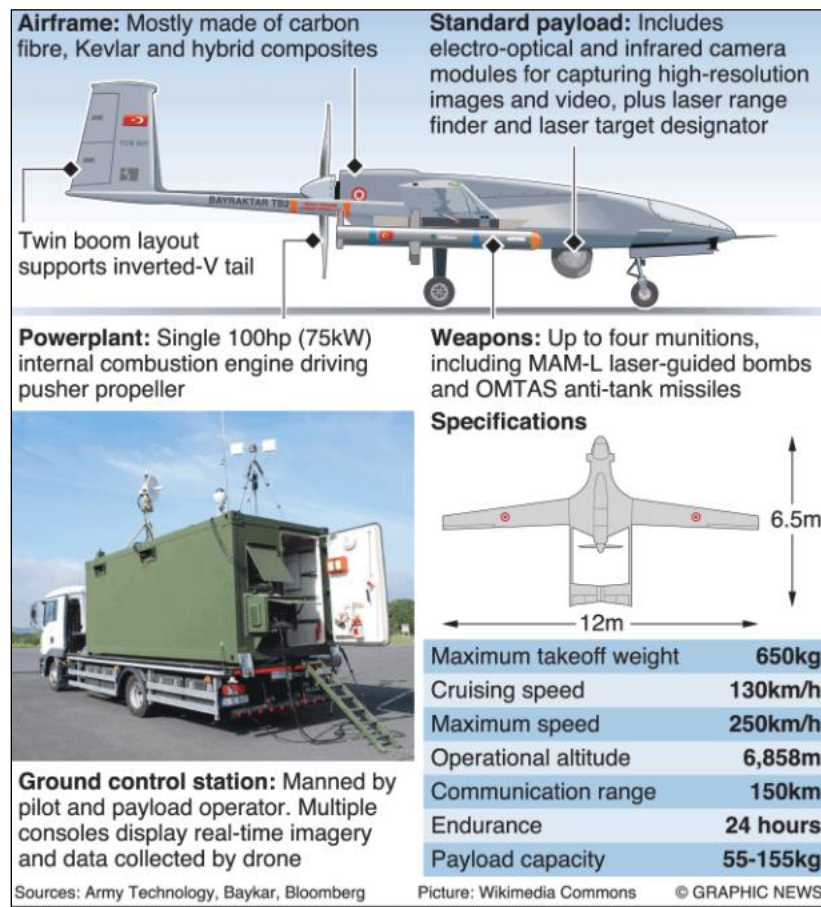 Airframe: Mostly made of carbon
fibre, Kevlar and hybrid composites
Standard payload: Includes
electro-optical and infrared camera
modules for capturing high-resolution
images and video, plus laser range
finder and laser target designator
BAYRAKTAR TB2
Twin boom layout
supports inverted-V tail
Powerplant: Single 100hp (75kW)
internal combustion engine driving
pusher propeller
Weapons: Up to four munitions,
including MAM-L laser-guided bombs
and OMTAS anti-tank missiles
Specifications
6.5m
12m
Maximum takeoff weight 650kg
Cruising speed 130km/h
Maximum speed 250km/h
Operational altitude 6,858m
Communication range 150km
Endurance 24 hours
Payload capacity 55-155kg
Ground control station: Manned by
pilot and payload operator. Multiple
consoles display real-time imagery
and data collected by drone
Sources: Army Technology, Baykar, Bloomberg Picture: Wikimedia Commons © GRAPHIC NEWS